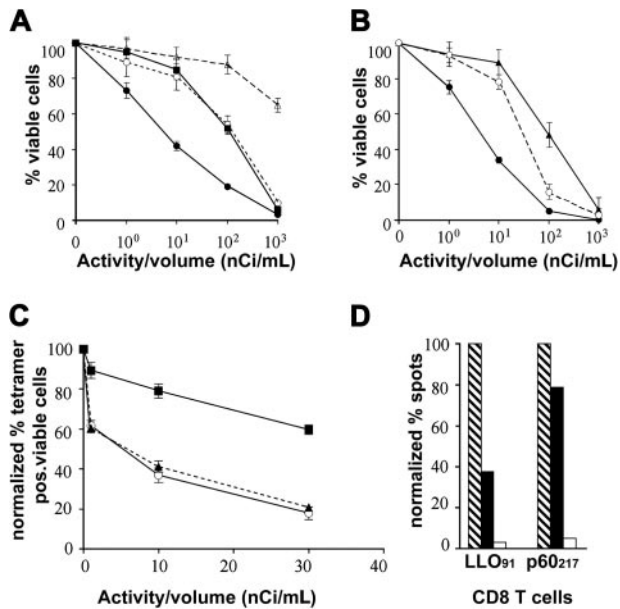 A
% viable cells
100
80
60
40
20
0
0 10⁰ 10¹ 10² 10³
Activity/volume (nCi/mL)
B
% viable cells
100
80
60
40
20
0
0 10⁰ 10¹ 10² 10³
Activity/volume (nCi/mL)
C
normalized % tetramer
pos.viable cells
100
80
60
40
20
0
0 10 20 30 40
Activity/volume (nCi/mL)
D
normalized % spots
100
80
60
40
20
0
LLO₉₁ p60₂₁₇
CD8 T cells